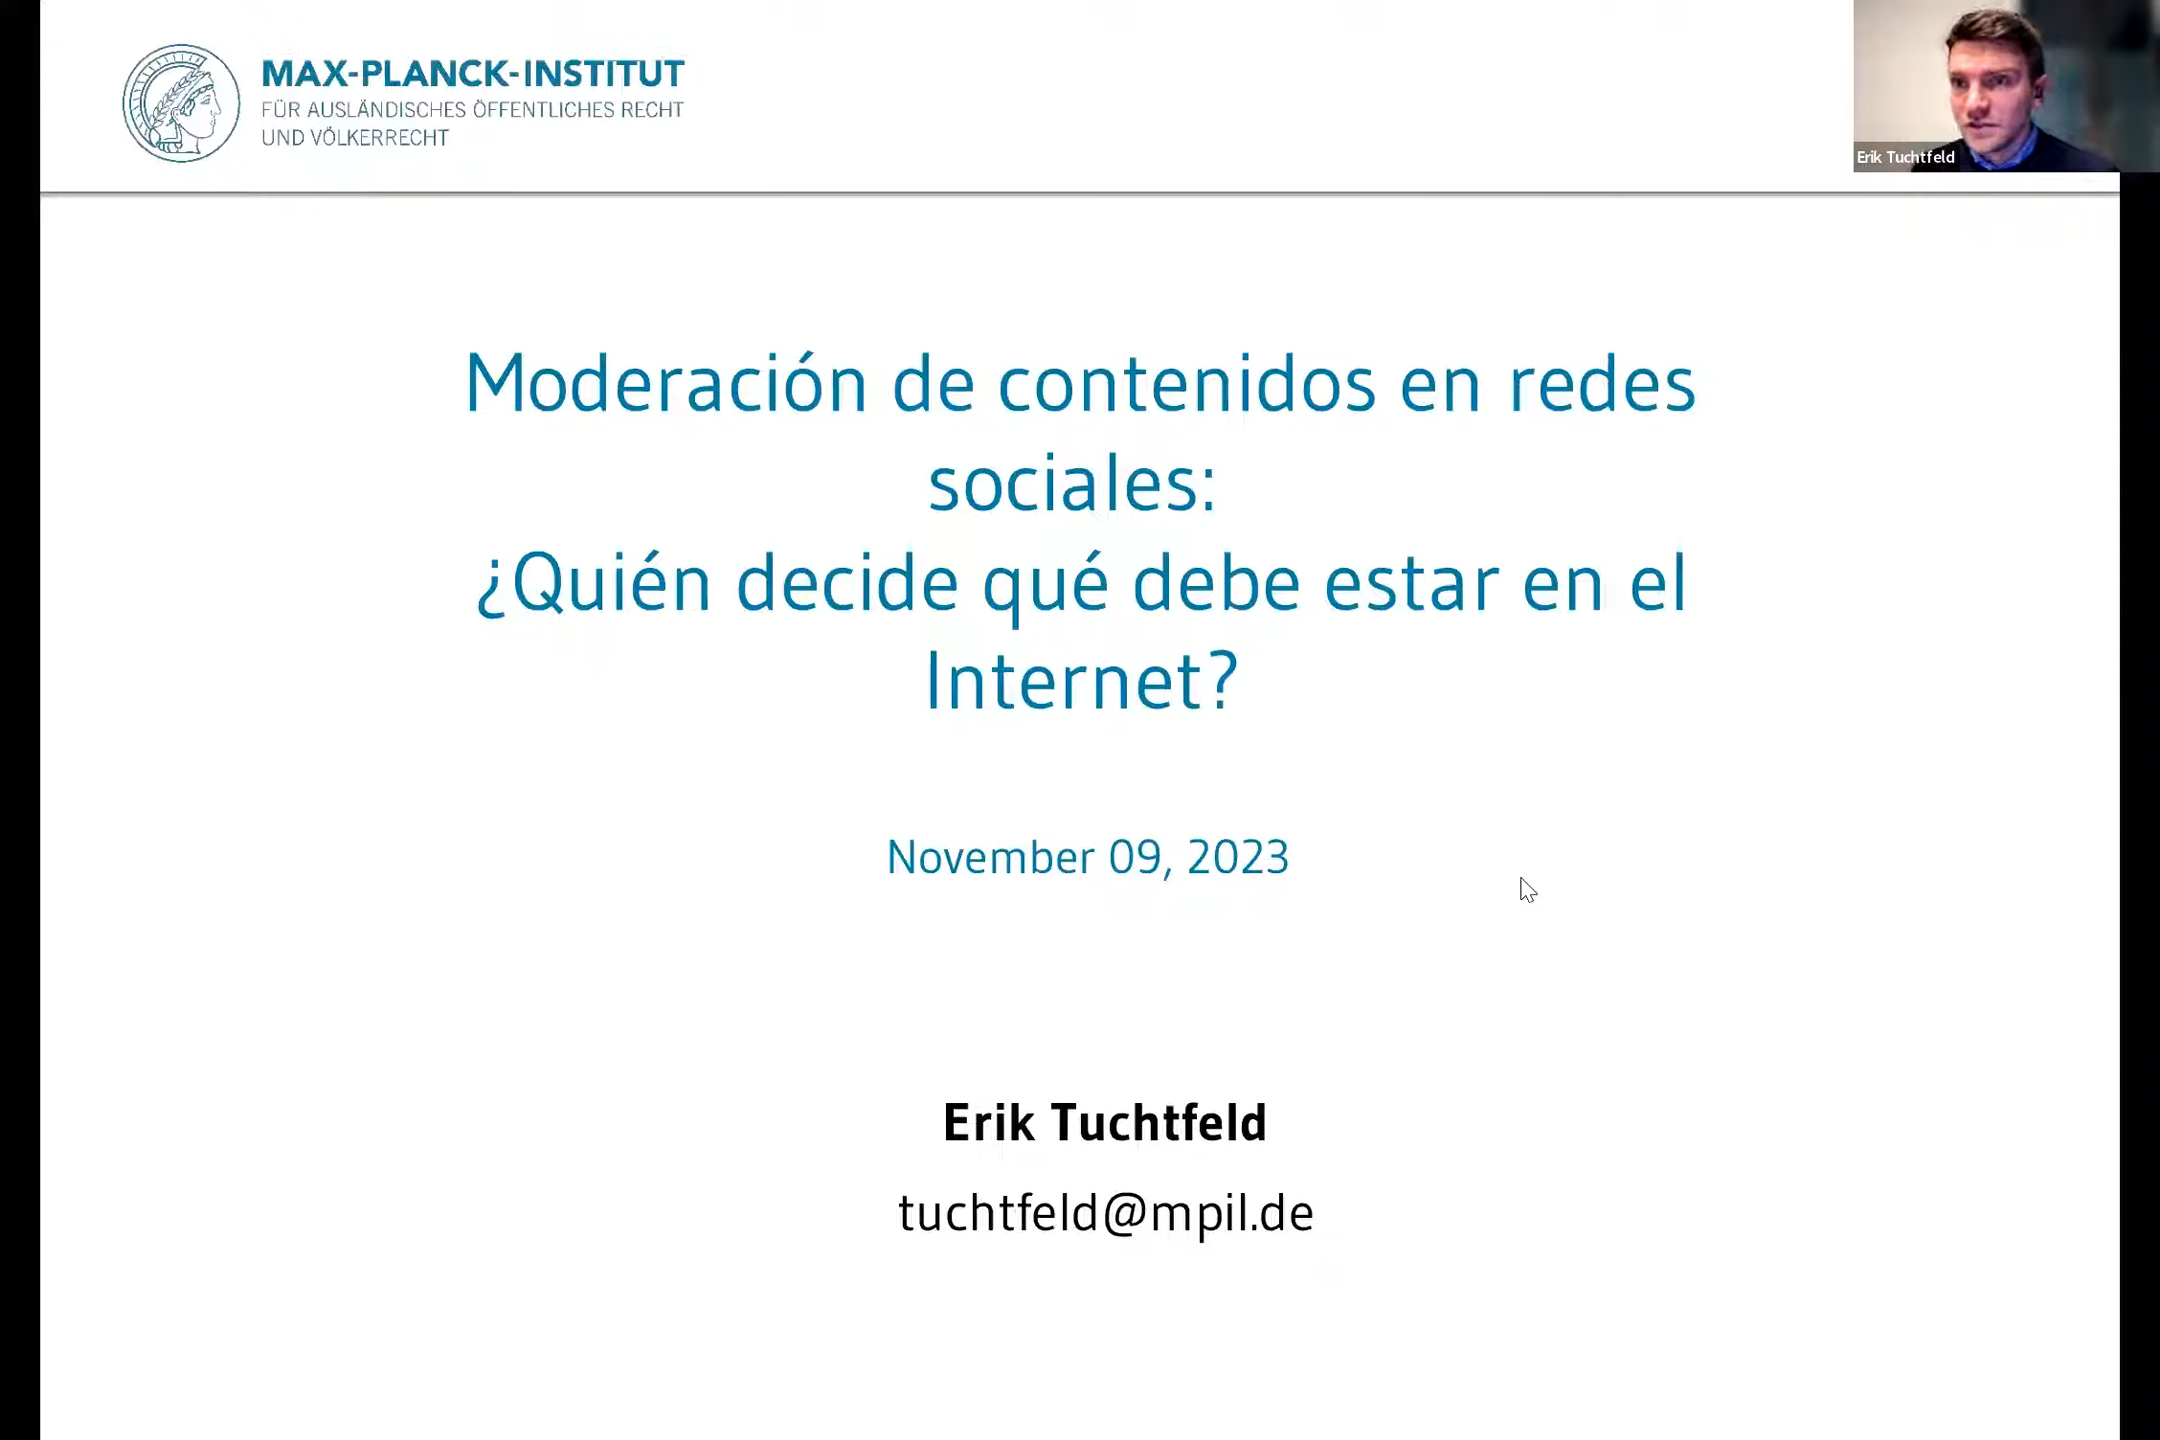 MAX-PLANCK-INSTITUT
FÜR AUSLÄNDISCHES ÖFFENTLICHES RECHT
UND VÖLKERRECHT
Erik Tuchtfeld
Moderación de contenidos en redes
sociales:
¿Quién decide qué debe estar en el
Internet?
November 09, 2023
Erik Tuchtfeld
tuchtfeld@mpil.de